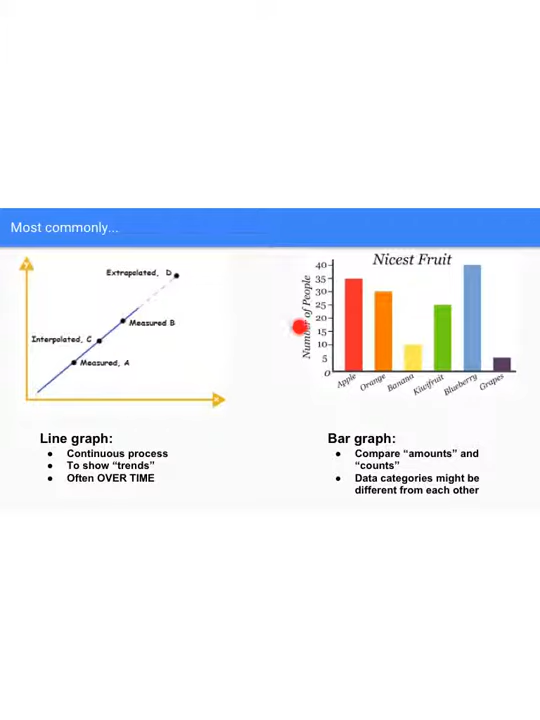 Most commonly...
y
Extrapolated, D
Measured B
Interpolated, C
Measured, A
x
Nicest Fruit
Number of People
40
35
30
25
20
15
10
5
0
Apple
Orange
Banana
Kiwifruit
Blueberry
Grapes
Line graph:
● Continuous process
● To show “trends”
● Often OVER TIME
Bar graph:
● Compare “amounts” and
“counts”
● Data categories might be
different from each other